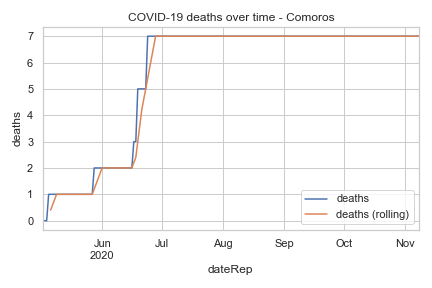 COVID-19 deaths over time - Comoros
deaths
7
6
5
4
3
2
1
0
deaths
deaths (rolling)
Jun Jul Aug Sep Oct Nov
2020
dateRep